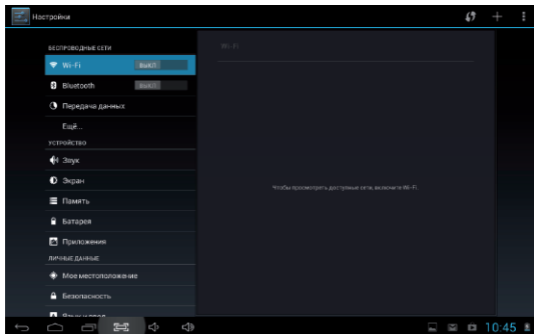 Настройки
БЕСПРОВОДНЫЕ СЕТИ
Wi-Fi
Wi-Fi
ВЫКЛ
Bluetooth
ВЫКЛ
Передача данных
Ещё...
УСТРОЙСТВО
Звук
Экран
Память
Чтобы просмотреть доступные сети, включите Wi-Fi.
Батарея
Приложения
ЛИЧНЫЕ ДАННЫЕ
Мое местоположение
Безопасность
10:45